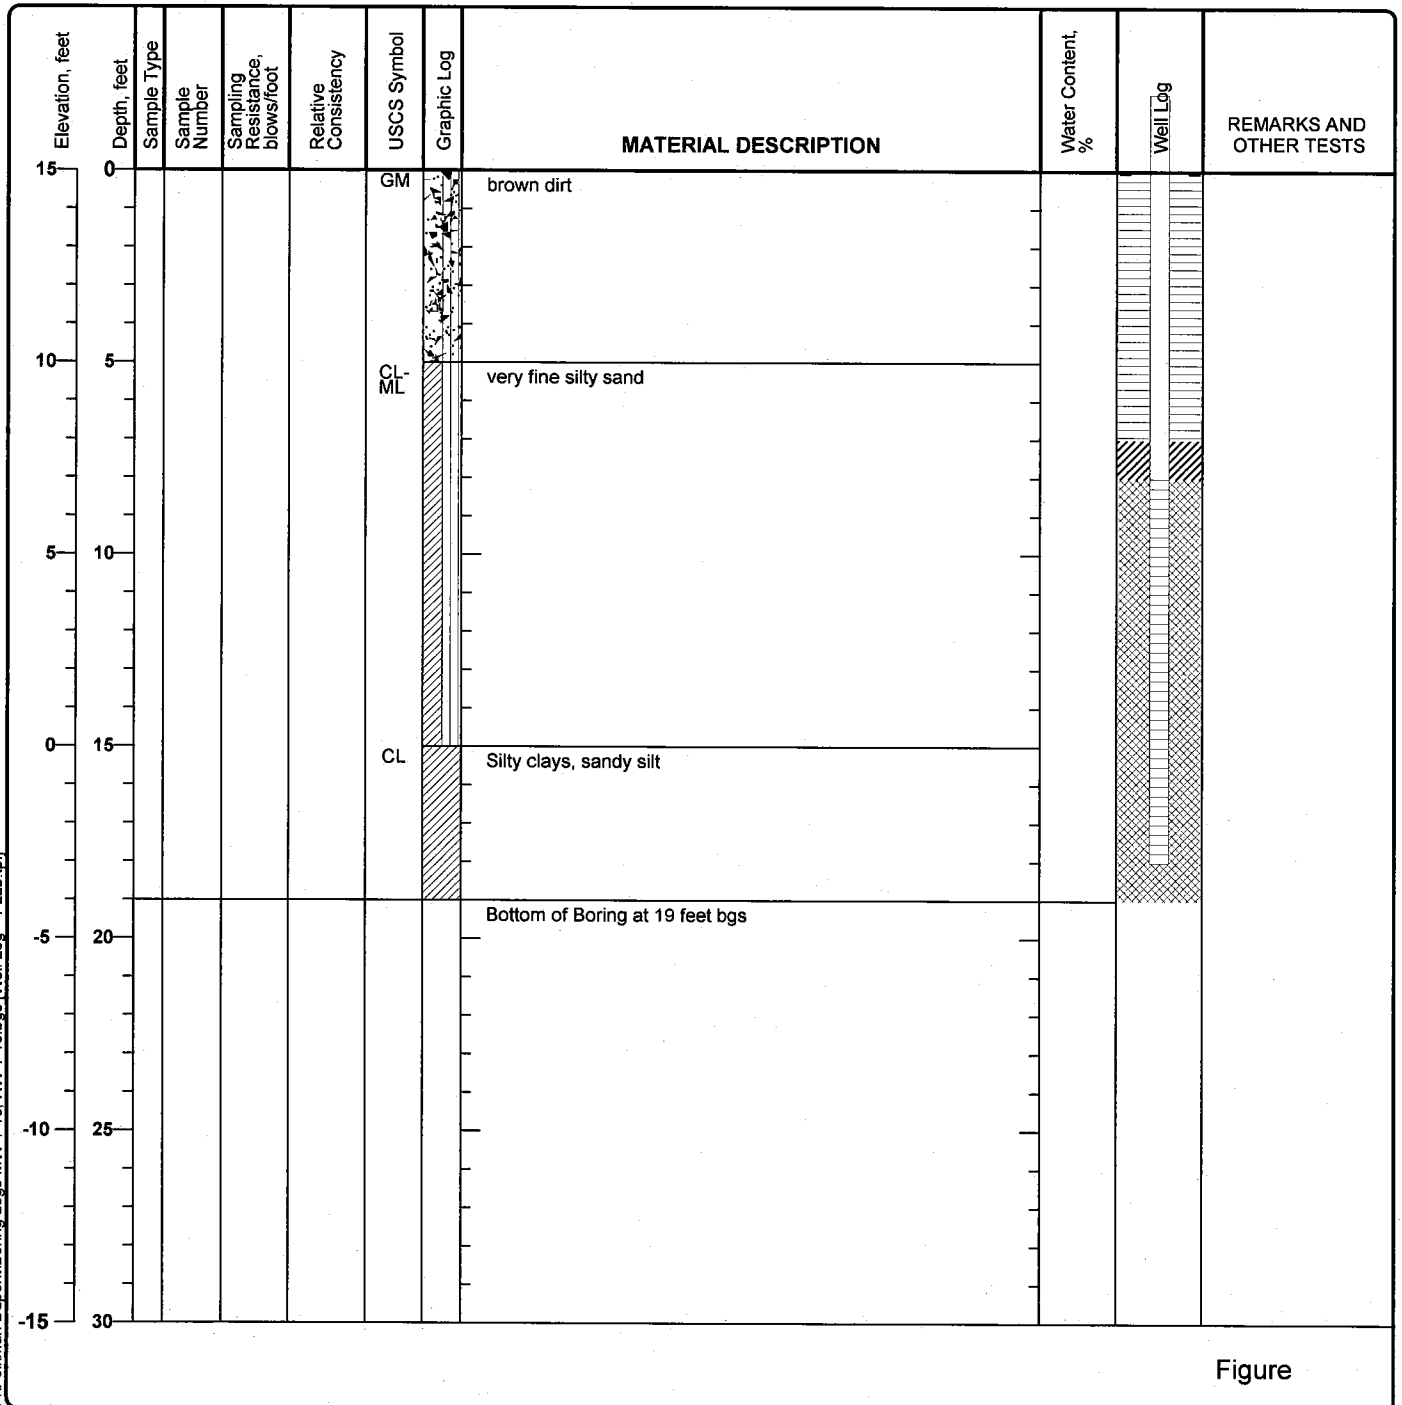 Elevation, feet
Depth, feet
Sample Type
Sample
Number
Sampling
Resistance,
blows/foot
Relative
Consistency
USCS Symbol
Graphic Log
MATERIAL DESCRIPTION
Water Content,
%
Well Log
REMARKS AND
OTHER TESTS
15 0
GM brown dirt
10 5
CL-
ML
very fine silty sand
5 10
0 15
CL Silty clays, sandy silt
Bottom of Boring at 19 feet bgs
-5 20
-10 25
-15 30
Figure